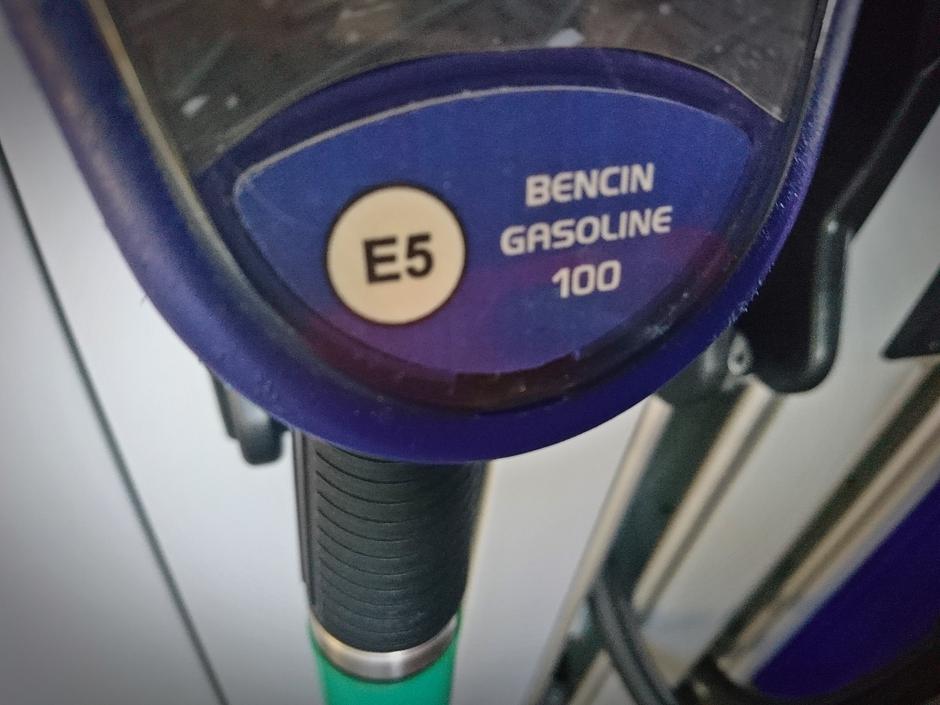 E5
BENCIN
GASOLINE
100